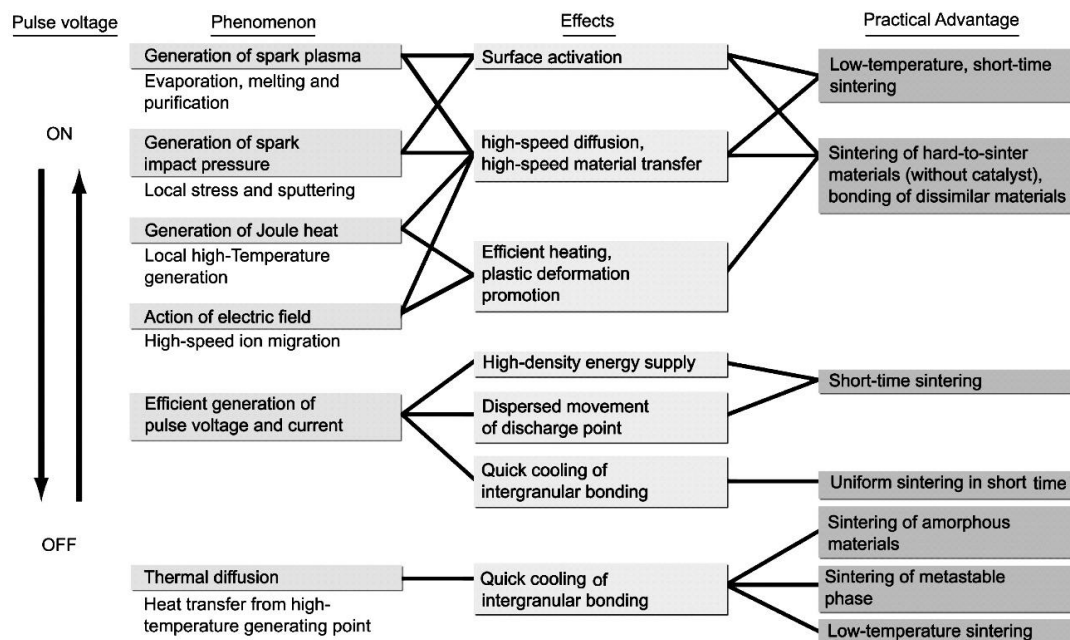 Pulse voltage
Phenomenon
Effects
Practical Advantage
ON
OFF
Generation of spark plasma
Evaporation, melting and
purification
Generation of spark
impact pressure
Local stress and sputtering
Generation of Joule heat
Local high-Temperature
generation
Action of electric field
High-speed ion migration
Efficient generation of
pulse voltage and current
Thermal diffusion
Heat transfer from high-
temperature generating point
Surface activation
high-speed diffusion,
high-speed material transfer
Efficient heating,
plastic deformation
promotion
High-density energy supply
Dispersed movement
of discharge point
Quick cooling of
intergranular bonding
Quick cooling of
intergranular bonding
Low-temperature, short-time
sintering
Sintering of hard-to-sinter
materials (without catalyst),
bonding of dissimilar materials
Short-time sintering
Uniform sintering in short time
Sintering of amorphous
materials
Sintering of metastable
phase
Low-temperature sintering